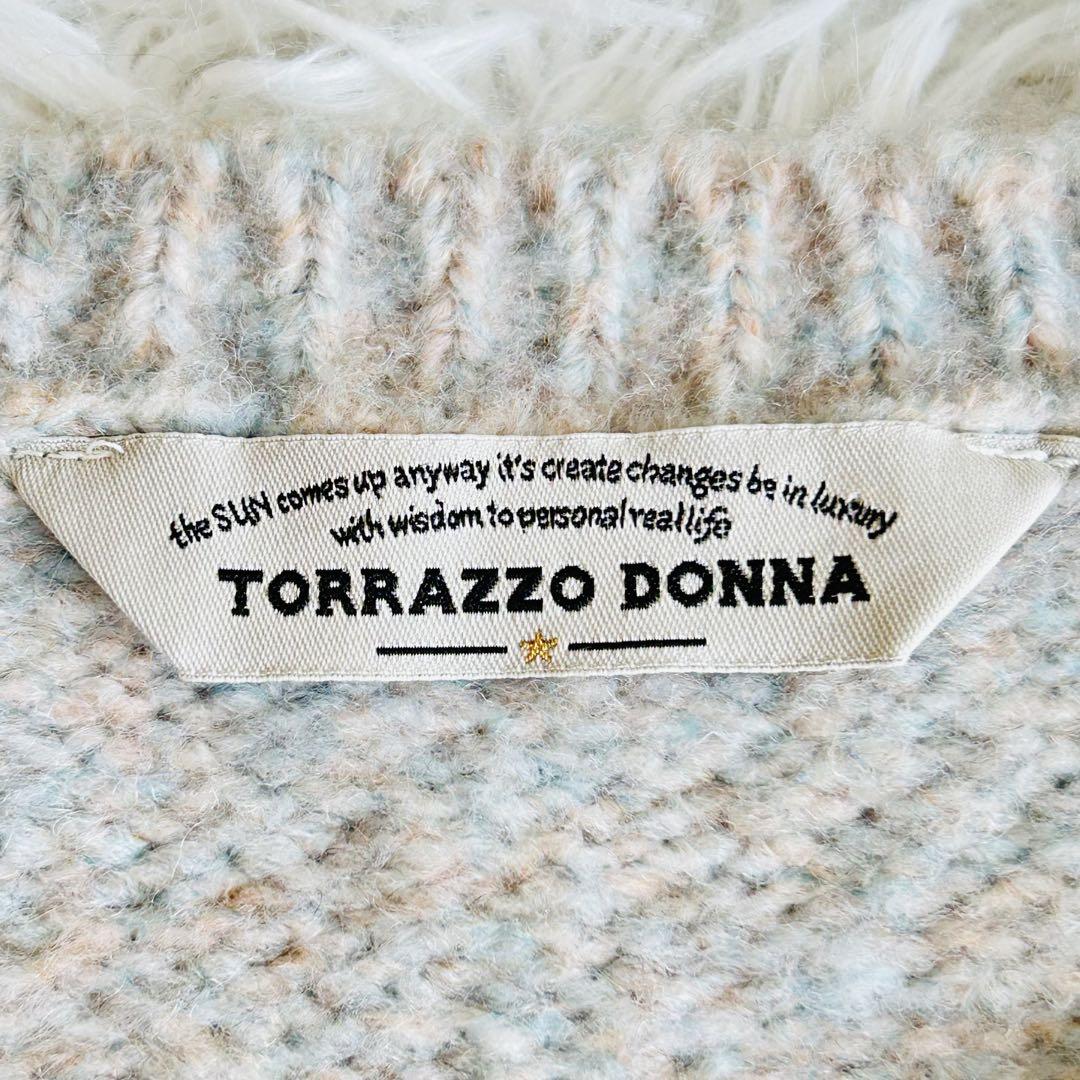 the SUN comes up anyway it's create changes be in luxury
with wisdom to personal real life
TORRAZZO DONNA